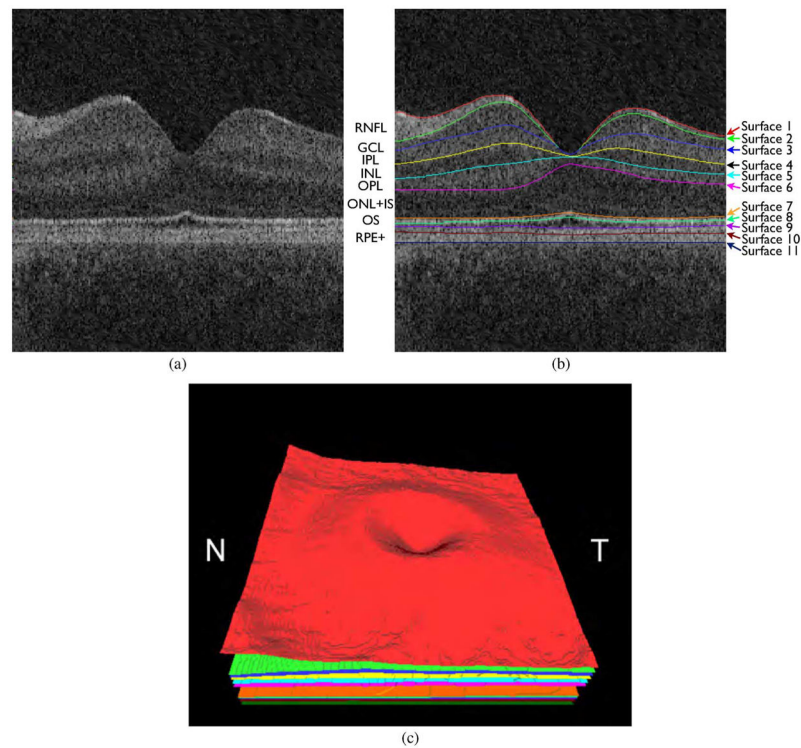 RNFL
GCL
IPL
INL
OPL
ONL+IS
OS
RPE+
Surface 1
Surface 2
Surface 3
Surface 4
Surface 5
Surface 6
Surface 7
Surface 8
Surface 9
Surface 10
Surface 11
(a)
(b)
N
T
(c)